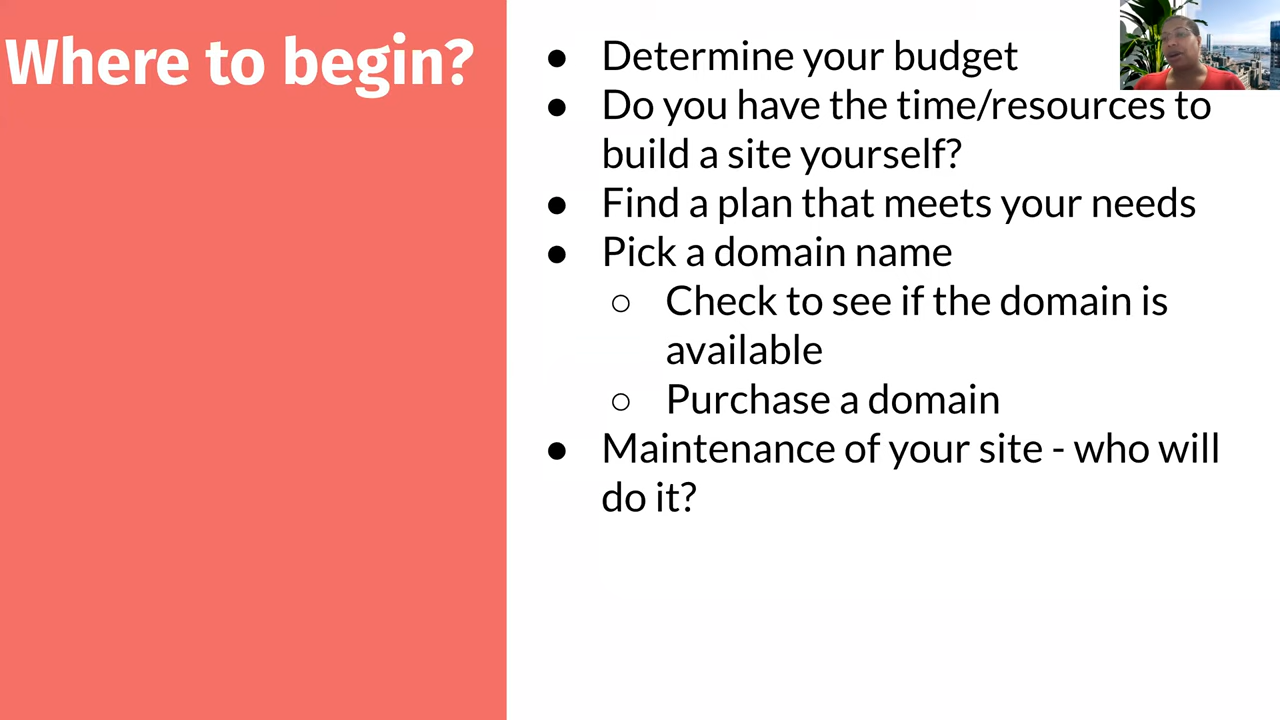 Where to begin?
● Determine your budget
● Do you have the time/resources to
build a site yourself?
● Find a plan that meets your needs
● Pick a domain name
○ Check to see if the domain is
available
○ Purchase a domain
● Maintenance of your site - who will
do it?